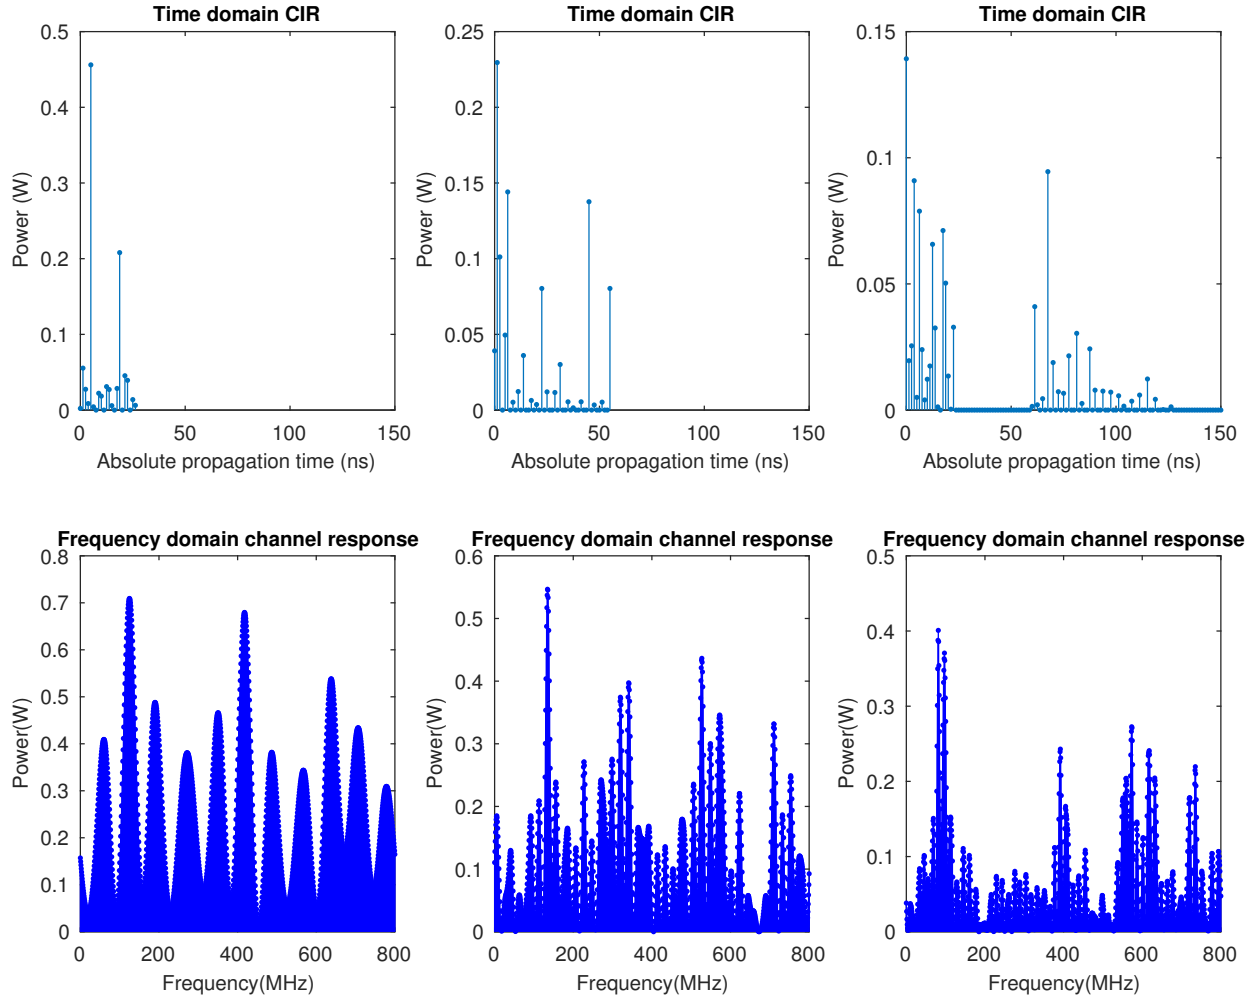 Time domain CIR
0.5
0.4
0.3
0.2
0.1
0
Power (W)
0 50 100 150
Absolute propagation time (ns)
Time domain CIR
0.25
0.2
0.15
0.1
0.05
0
Power (W)
0 50 100 150
Absolute propagation time (ns)
Time domain CIR
0.15
0.1
0.05
0
Power (W)
0 50 100 150
Absolute propagation time (ns)
Frequency domain channel response
0.8
0.7
0.6
0.5
0.4
0.3
0.2
0.1
0
Power(W)
0 200 400 600 800
Frequency(MHz)
Frequency domain channel response
0.6
0.5
0.4
0.3
0.2
0.1
0
Power(W)
0 200 400 600 800
Frequency(MHz)
Frequency domain channel response
0.5
0.4
0.3
0.2
0.1
0
Power(W)
0 200 400 600 800
Frequency(MHz)